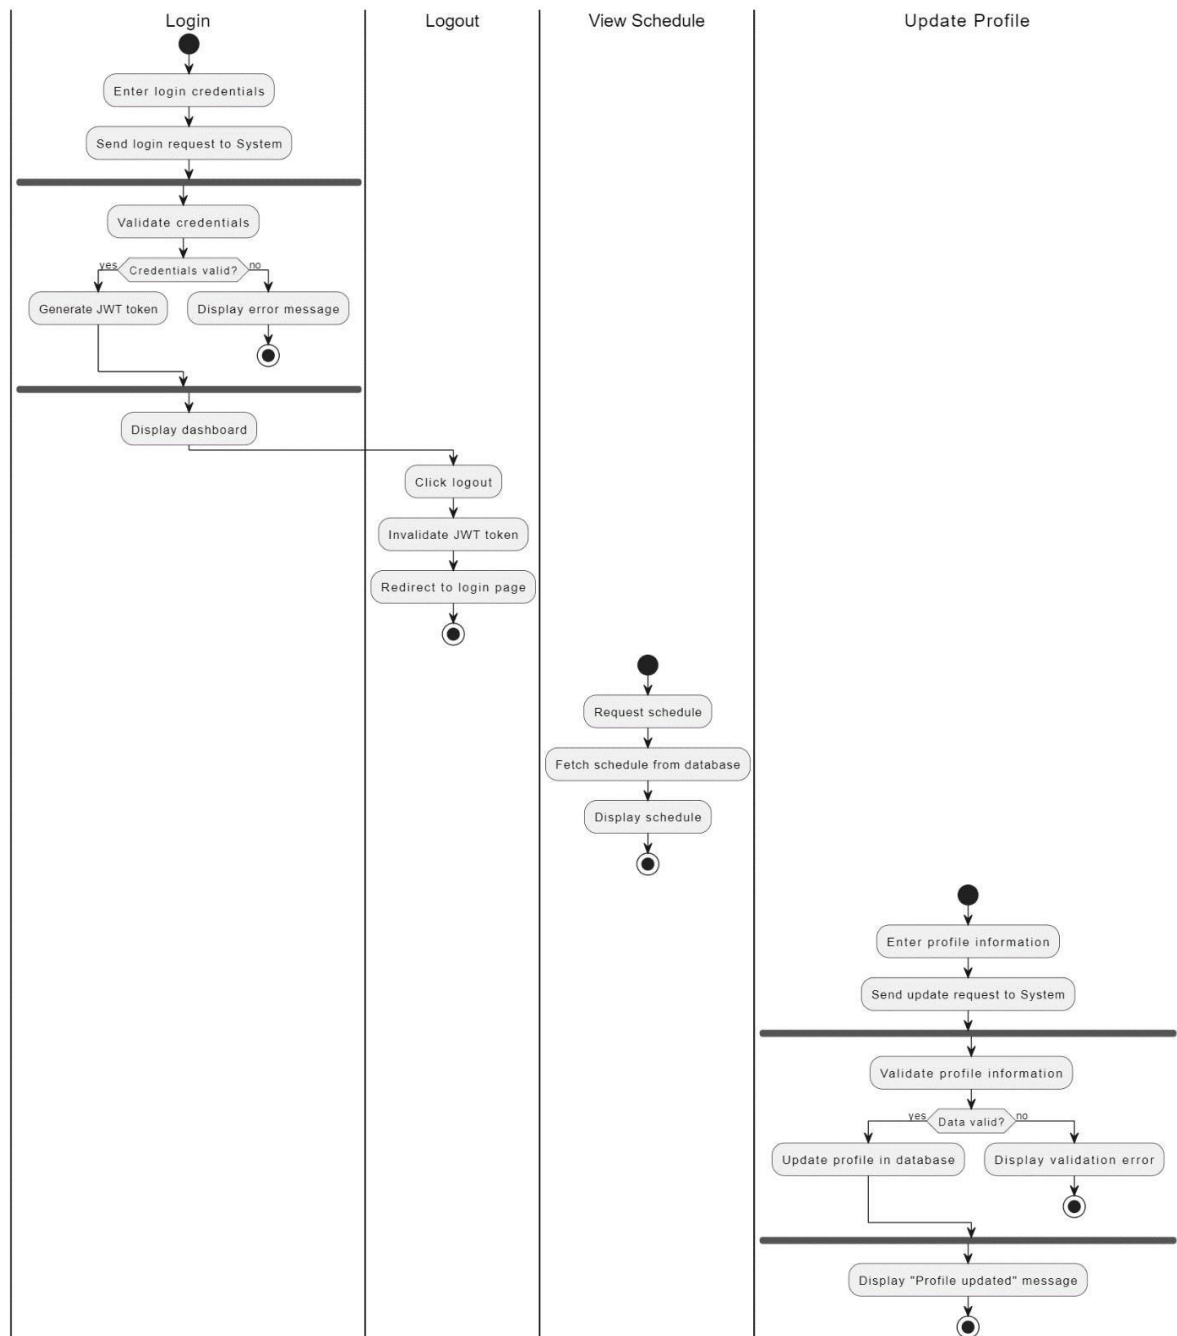 Login
Logout
View Schedule
Update Profile
Enter login credentials
Send login request to System
Validate credentials
yes
Credentials valid?
no
Generate JWT token
Display error message
Display dashboard
Click logout
Invalidate JWT token
Redirect to login page
Request schedule
Fetch schedule from database
Display schedule
Enter profile information
Send update request to System
Validate profile information
yes
Data valid?
no
Update profile in database
Display validation error
Display "Profile updated" message